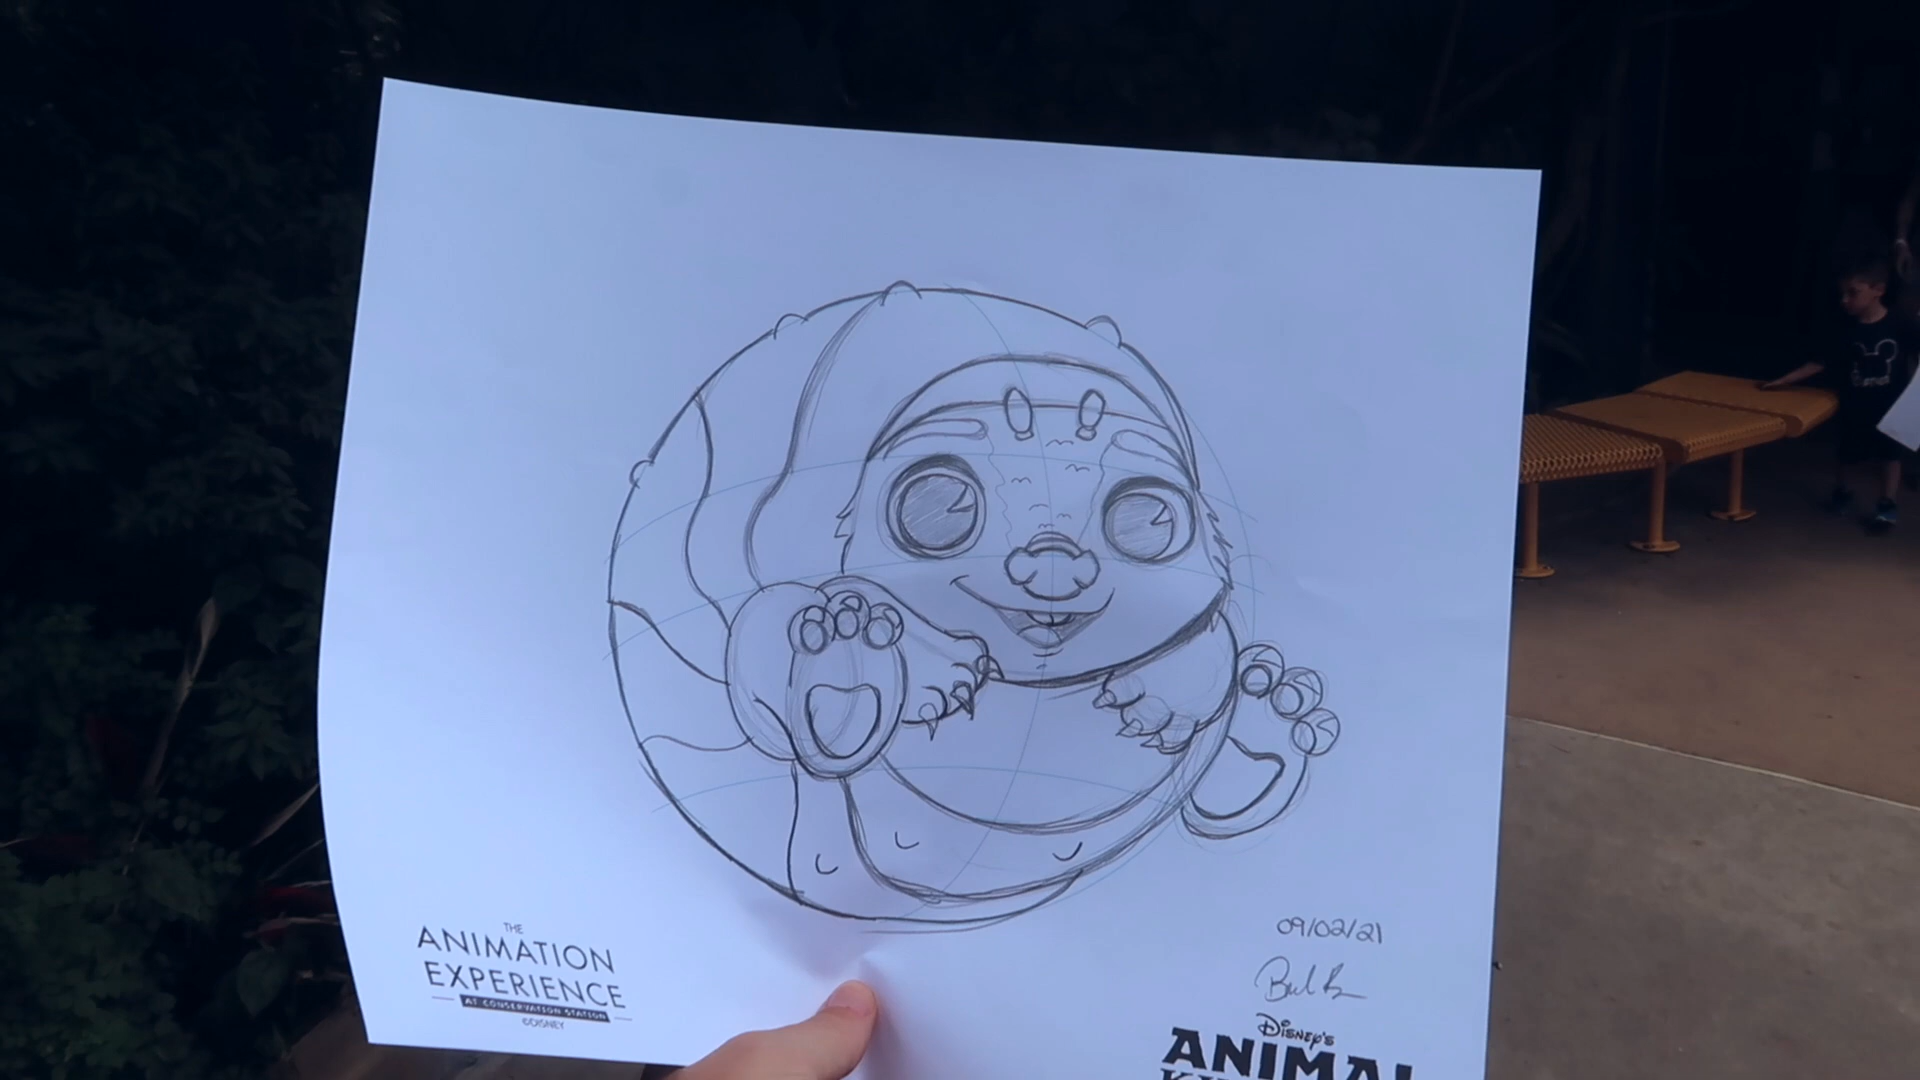 THE
ANIMATION
EXPERIENCE
AT CONSERVATION STATION
©DISNEY
09/02/21
DISNEY'S
ANIMAL